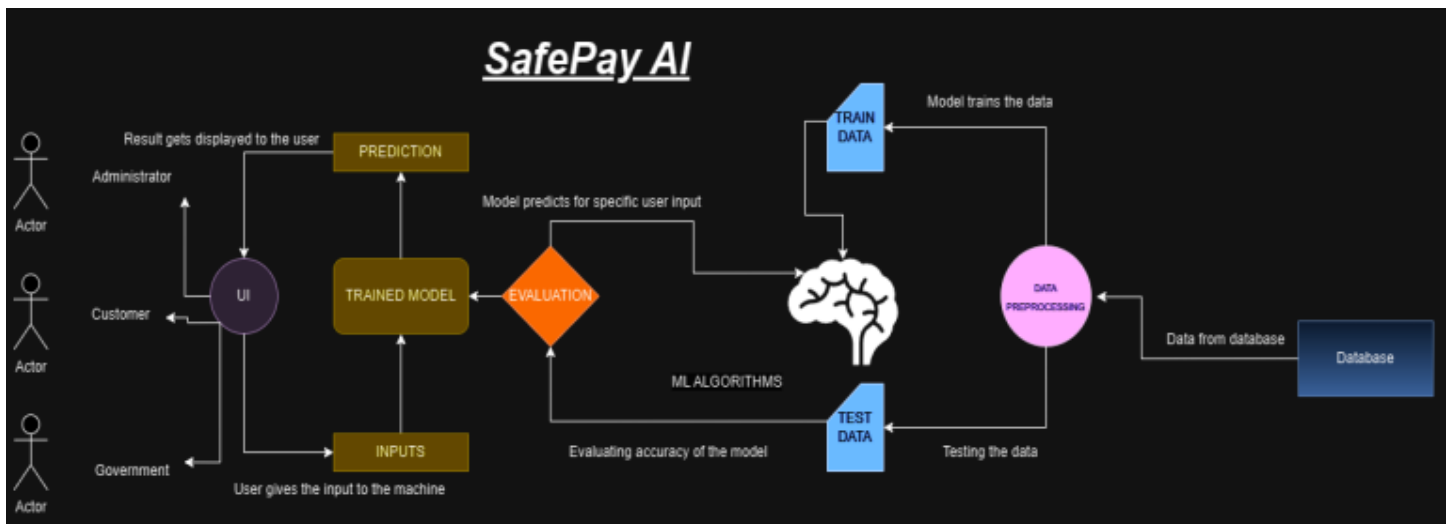 SafePay AI
Model trains the data
TRAIN
DATA
Result gets displayed to the user
PREDICTION
Administrator
Actor
Model predicts for specific user input
UI
TRAINED MODEL
EVALUATION
DATA
PREPROCESSING
Customer
Actor
Data from database
Database
ML ALGORITHMS
TEST
DATA
INPUTS
Evaluating accuracy of the model
Testing the data
Government
User gives the input to the machine
Actor